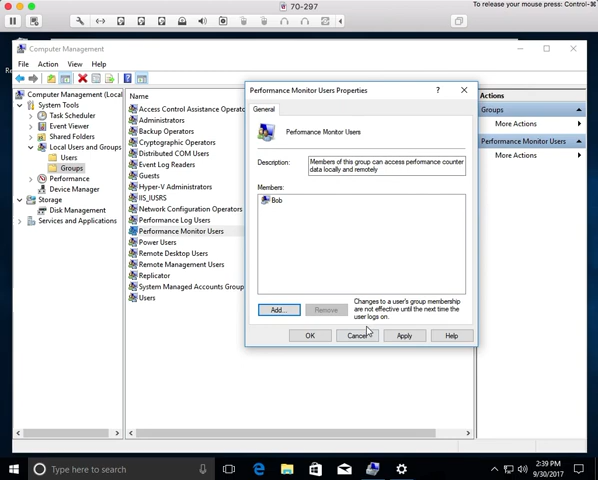 70-297
To release your mouse press: Control-⌘
Computer Management
File Action View Help
Computer Management (Local
System Tools
Task Scheduler
Event Viewer
Shared Folders
Local Users and Groups
Users
Groups
Performance
Device Manager
Storage
Disk Management
Services and Applications
Name
Access Control Assistance Operato
Administrators
Backup Operators
Cryptographic Operators
Distributed COM Users
Event Log Readers
Guests
Hyper-V Administrators
IIS_IUSRS
Network Configuration Operators
Performance Log Users
Performance Monitor Users
Power Users
Remote Desktop Users
Remote Management Users
Replicator
System Managed Accounts Group
Users
Performance Monitor Users Properties
?
General
Performance Monitor Users
Description:
Members of this group can access performance counter
data locally and remotely
Members:
Bob
Add...
Remove
Changes to a user's group membership
are not effective until the next time the
user logs on.
OK
Cancel
Apply
Help
Actions
Groups
More Actions
Performance Monitor Users
More Actions
Type here to search
2:39 PM
9/30/2017